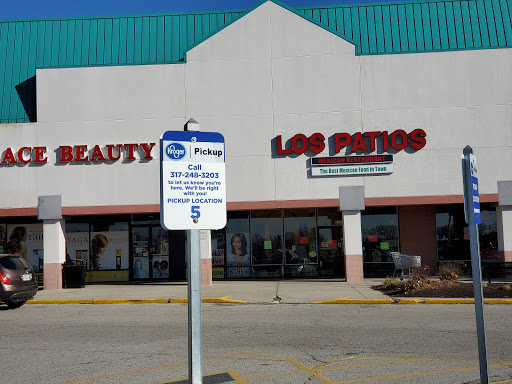 ACE BEAUTY
LOS PATIOS
MEXICAN RESTAURANT
The Best Mexican Food In Town
Kroger Pickup
Call
317-248-3203
to let us know you're
here. We'll be right
with you!
PICKUP LOCATION
5